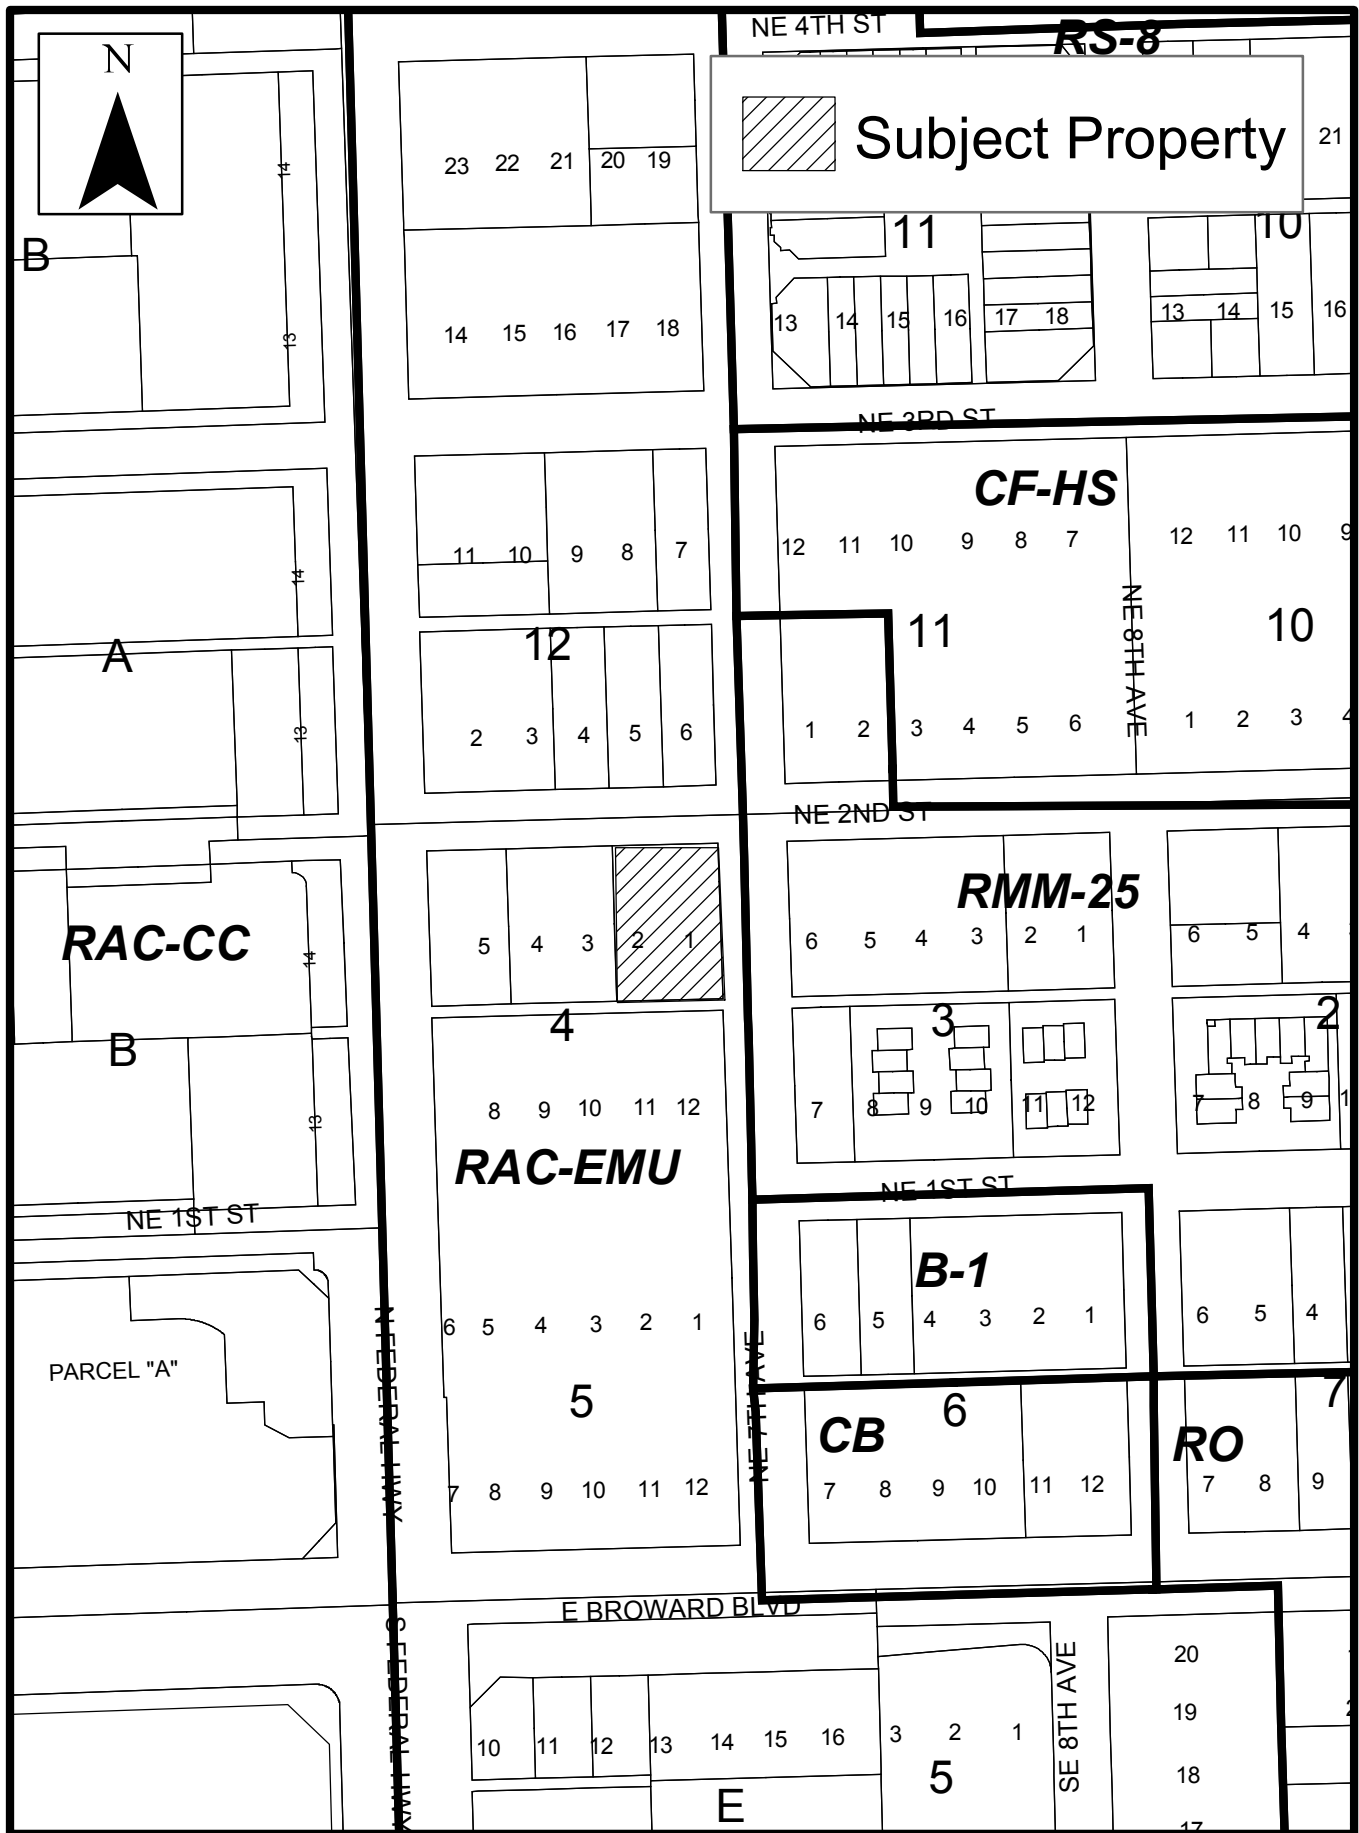 NE 4TH ST
RS-8
N
Subject Property
21
14
23 22 21 20 19
B
11
10
13
14 15 16 17 18
13 14 15 16 17 18
13 14 15 16
NE 3RD ST
CF-HS
12 11 10 9 8 7
12 11 10 9
11 10 9 8 7
14
12
11
10
A
NE 8TH AVE
13
2 3 4 5 6
1 2 3 4 5 6
1 2 3 4
NE 2ND ST
RAC-CC
RMM-25
14
5 4 3 2 1
6 5 4 3 2 1
6 5 4
B
4
3
2
13
8 9 10 11 12
7 8 9 10 11 12
7 8 9
RAC-EMU
NE 1ST ST
NE 1ST ST
B-1
6 5 4 3 2 1
6 5 4 3 2 1
6 5 4
PARCEL "A"
N FEDERAL HWY
NE 7TH AVE
5
6
7
CB
RO
7 8 9 10 11 12
7 8 9 10 11 12
7 8 9
E BROWARD BLVD
S FEDERAL HWY
SE 8TH AVE
20
19
10 11 12 13 14 15 16
3 2 1
18
E
5
17